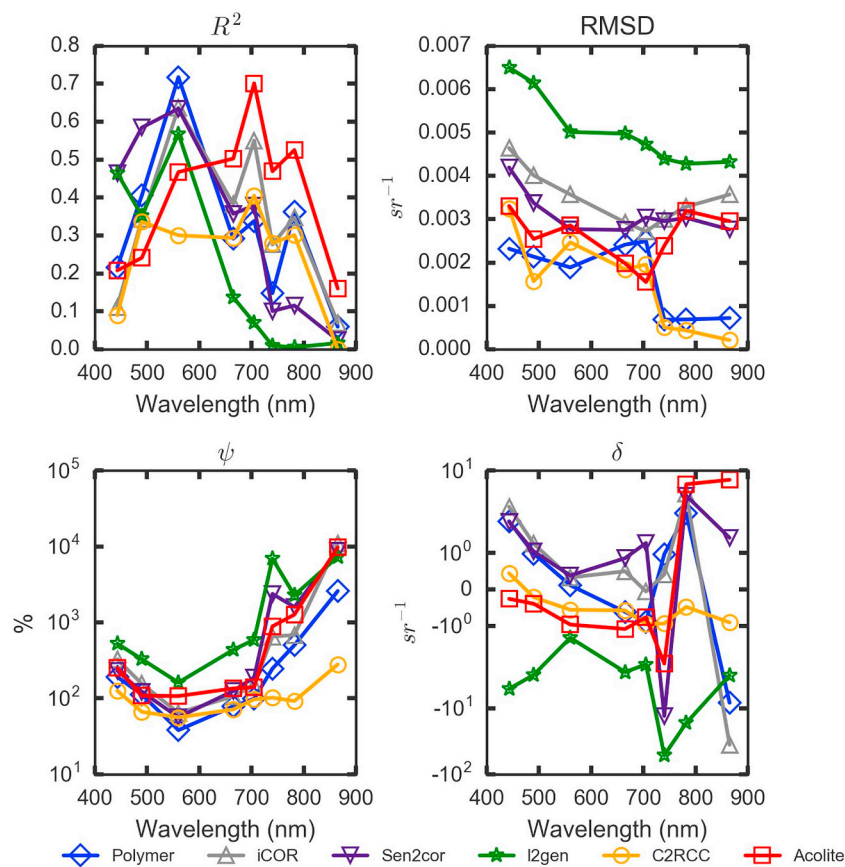 R²
RMSD
0.8
0.7
0.6
0.5
0.4
0.3
0.2
0.1
0.0
400 500 600 700 800 900
Wavelength (nm)
sr⁻¹
0.007
0.006
0.005
0.004
0.003
0.002
0.001
0.000
400 500 600 700 800 900
Wavelength (nm)
ψ
%
10⁵
10⁴
10³
10²
10¹
400 500 600 700 800 900
Wavelength (nm)
δ
sr⁻¹
10¹
10⁰
0
-10⁰
-10¹
-10²
400 500 600 700 800 900
Wavelength (nm)
Polymer iCOR Sen2cor l2gen C2RCC Acolite